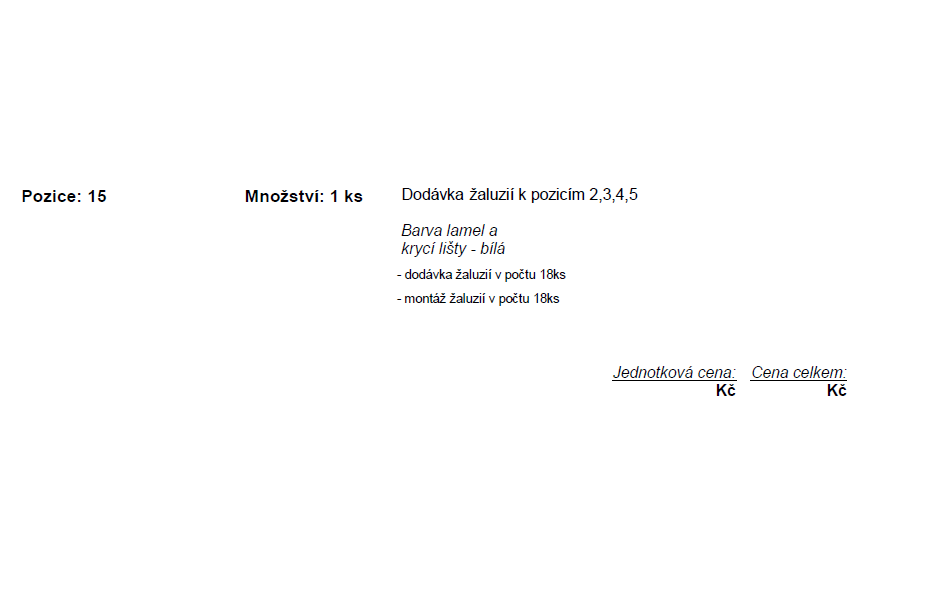 Pozice: 15 Množství: 1 ks Dodávka žaluzií k pozicím 2,3,4,5
Barva lamel a
krycí lišty - bílá
- dodávka žaluzií v počtu 18ks
- montáž žaluzií v počtu 18ks
Jednotková cena: Cena celkem:
Kč Kč